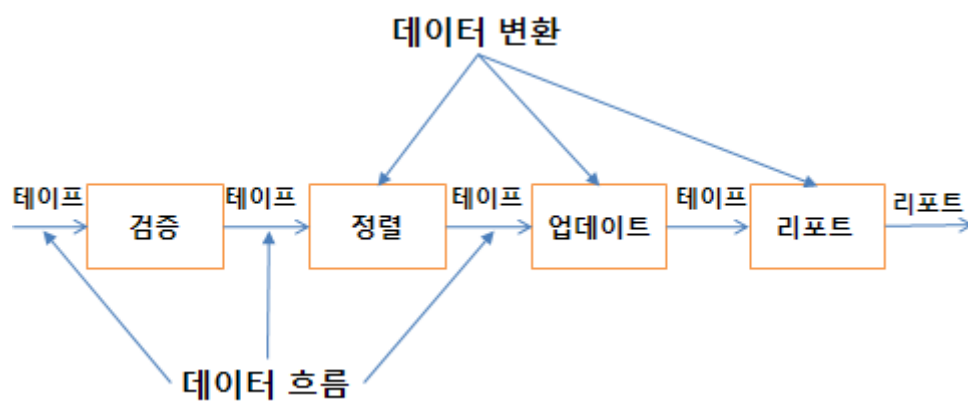 데이터 변환
테이프
검증
테이프
정렬
테이프
업데이트
테이프
리포트
리포트
데이터 흐름